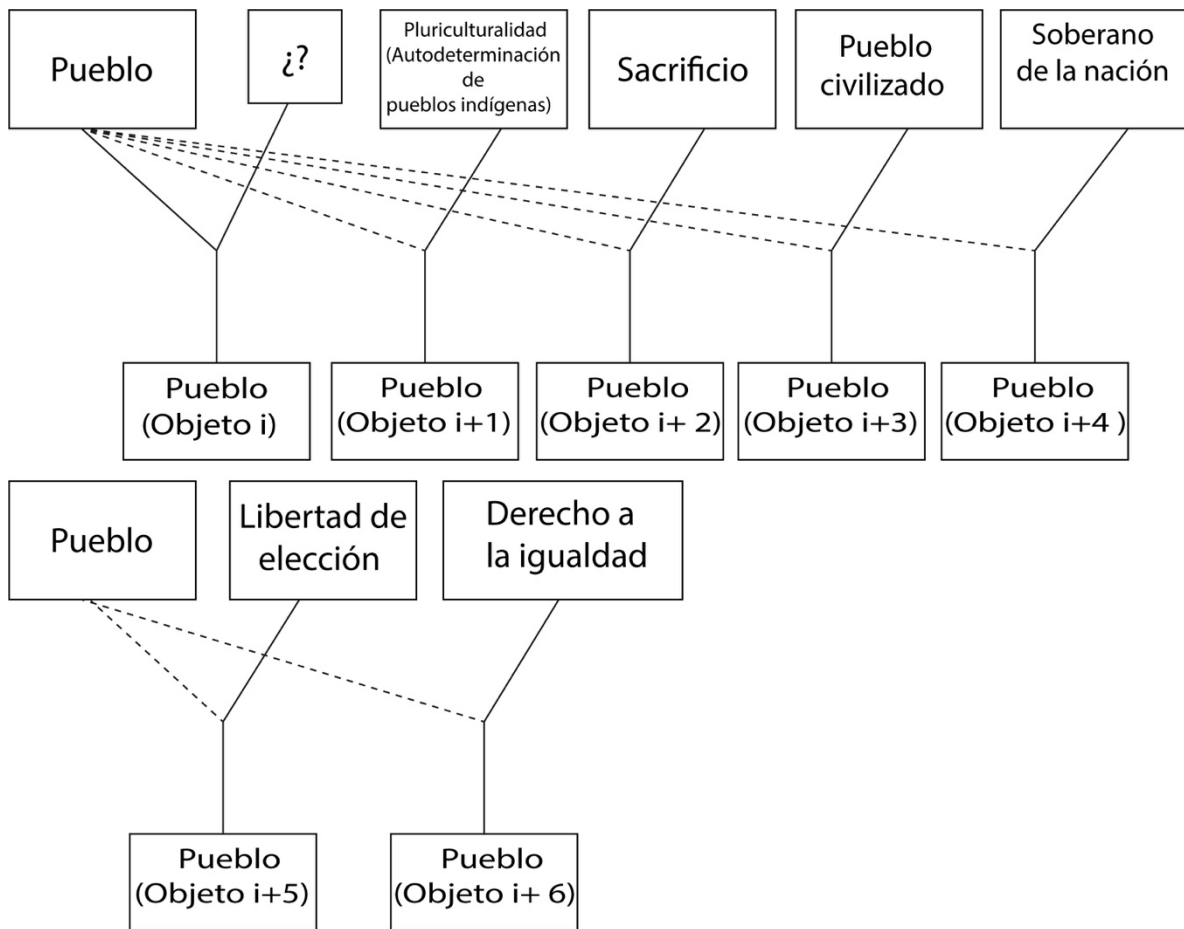 Pueblo
¿?
Pluriculturalidad
(Autodeterminación
de
pueblos indígenas)
Sacrificio
Pueblo
civilizado
Soberano
de la nación
Pueblo
(Objeto i)
Pueblo
(Objeto i+1)
Pueblo
(Objeto i+ 2)
Pueblo
(Objeto i+3)
Pueblo
(Objeto i+4 )
Pueblo
Libertad de
elección
Derecho a
la igualdad
Pueblo
(Objeto i+5)
Pueblo
(Objeto i+ 6)